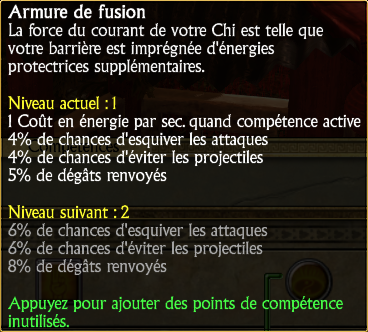 Armure de fusion
La force du courant de votre Chi est telle que
votre barrière est imprégnée d'énergies
protectrices supplémentaires.
Niveau actuel : 1
1 Coût en énergie par sec. quand compétence active
4% de chances d'esquiver les attaques
4% de chances d'éviter les projectiles
5% de dégâts renvoyés
Niveau suivant : 2
6% de chances d'esquiver les attaques
6% de chances d'éviter les projectiles
8% de dégâts renvoyés
Appuyez pour ajouter des points de compétence
inutilisés.